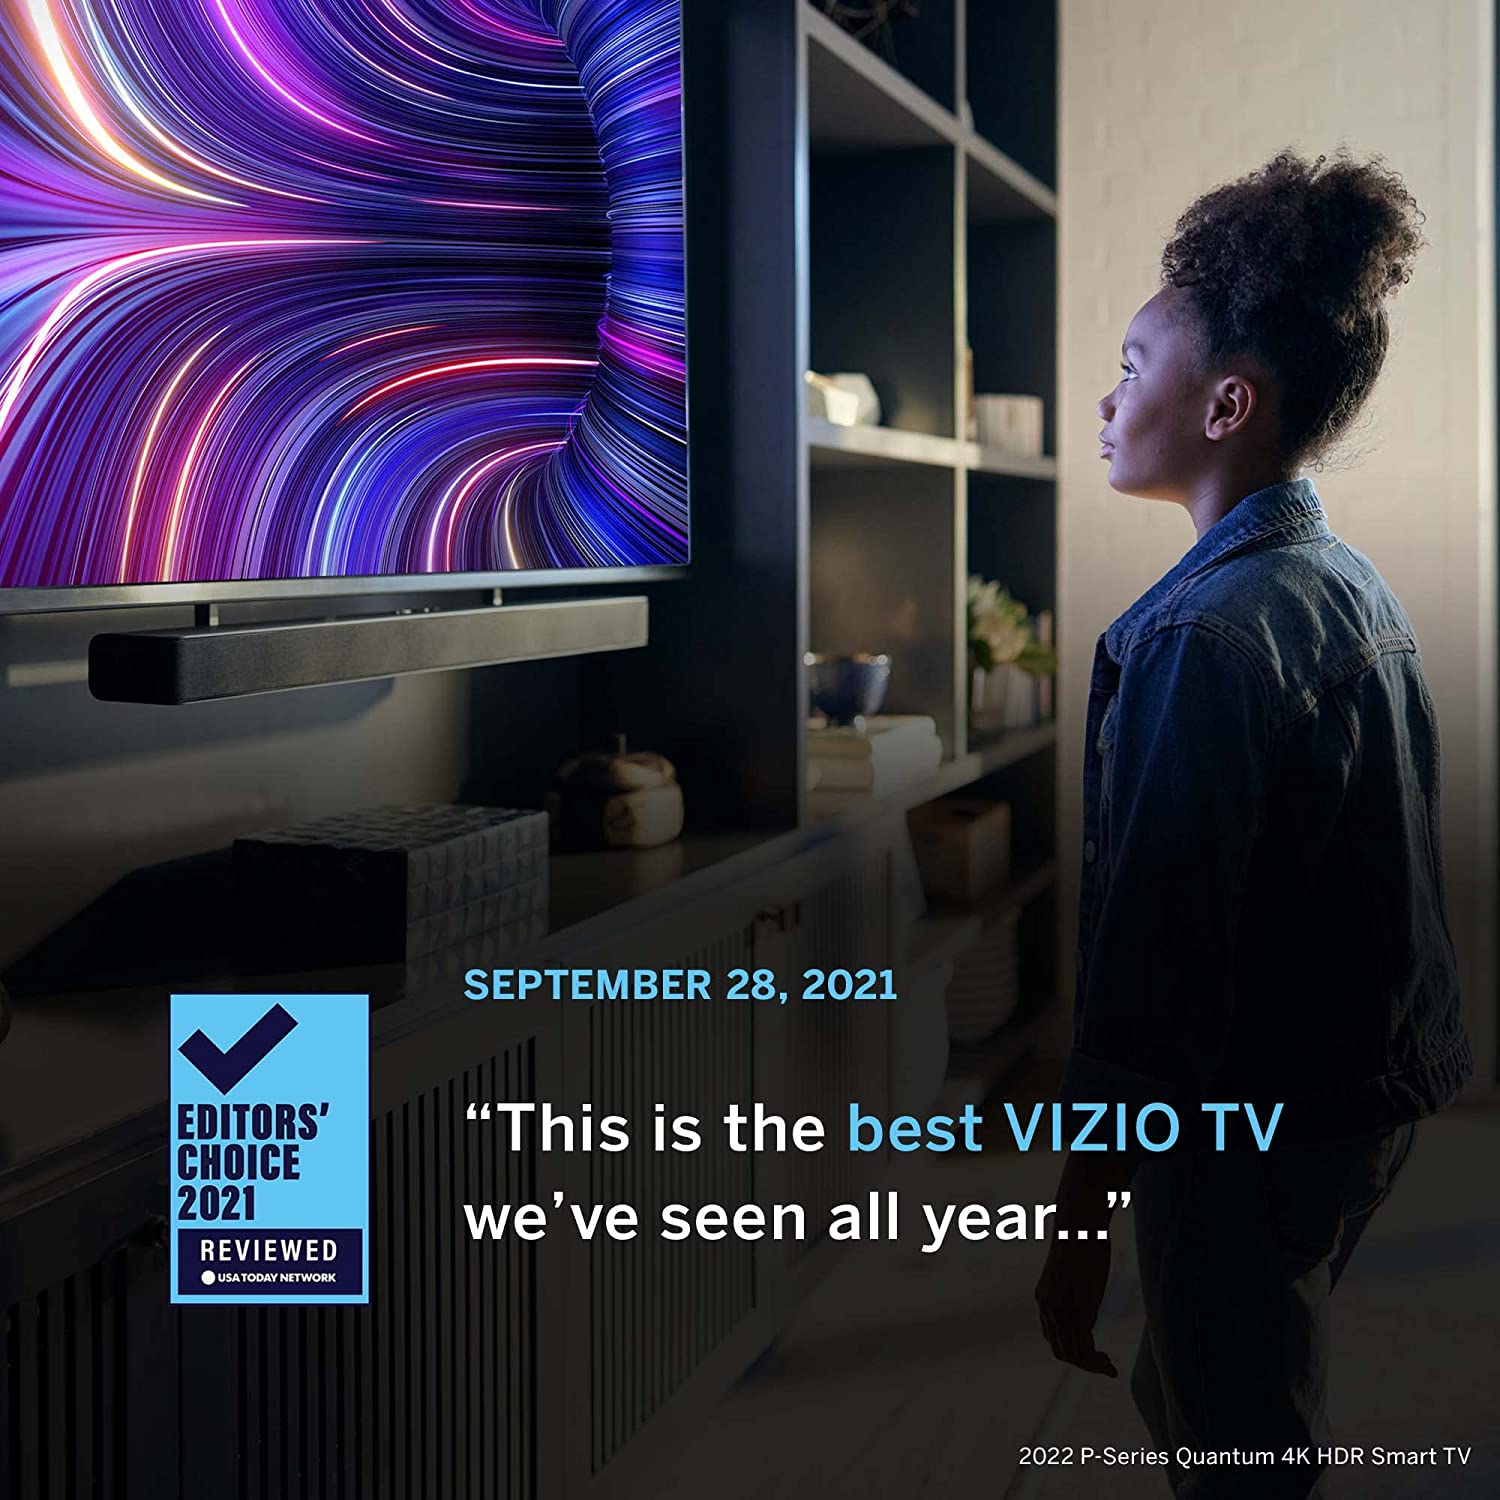 SEPTEMBER 28, 2021
EDITORS'
CHOICE
2021
REVIEWED
USA TODAY NETWORK
“This is the best VIZIO TV
we’ve seen all year...”
2022 P-Series Quantum 4K HDR Smart TV